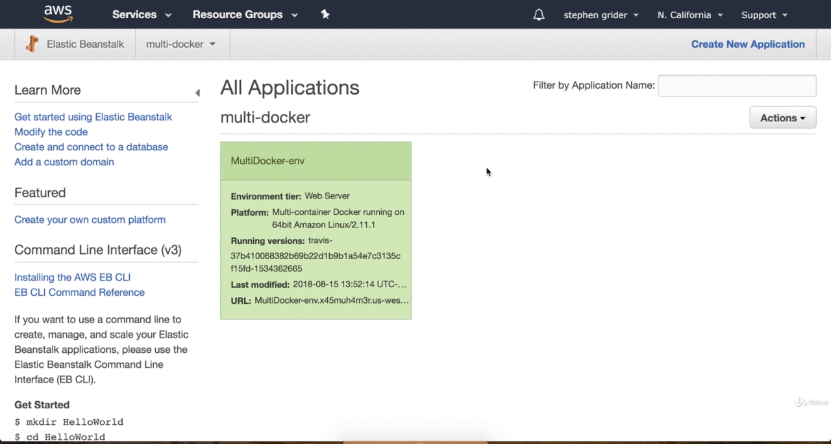 aws
Services
Resource Groups
stephen grider
N. California
Support
Elastic Beanstalk
multi-docker
Create New Application
Learn More
Get started using Elastic Beanstalk
Modify the code
Create and connect to a database
Add a custom domain
Featured
Create your own custom platform
Command Line Interface (v3)
Installing the AWS EB CLI
EB CLI Command Reference
If you want to use a command line to
create, manage, and scale your Elastic
Beanstalk applications, please use the
Elastic Beanstalk Command Line
Interface (EB CLI).
Get Started
$ mkdir HelloWorld
$ cd HelloWorld
All Applications
Filter by Application Name:
multi-docker
Actions
MultiDocker-env
Environment tier: Web Server
Platform: Multi-container Docker running on
64bit Amazon Linux/2.11.1
Running versions: travis-
37b410068382b69b22d1b9b1a54e7c3135c
f15fd-1534362665
Last modified: 2018-08-15 13:52:14 UTC-...
URL: MultiDocker-env.x45muh4m3r.us-wes...
Udemy